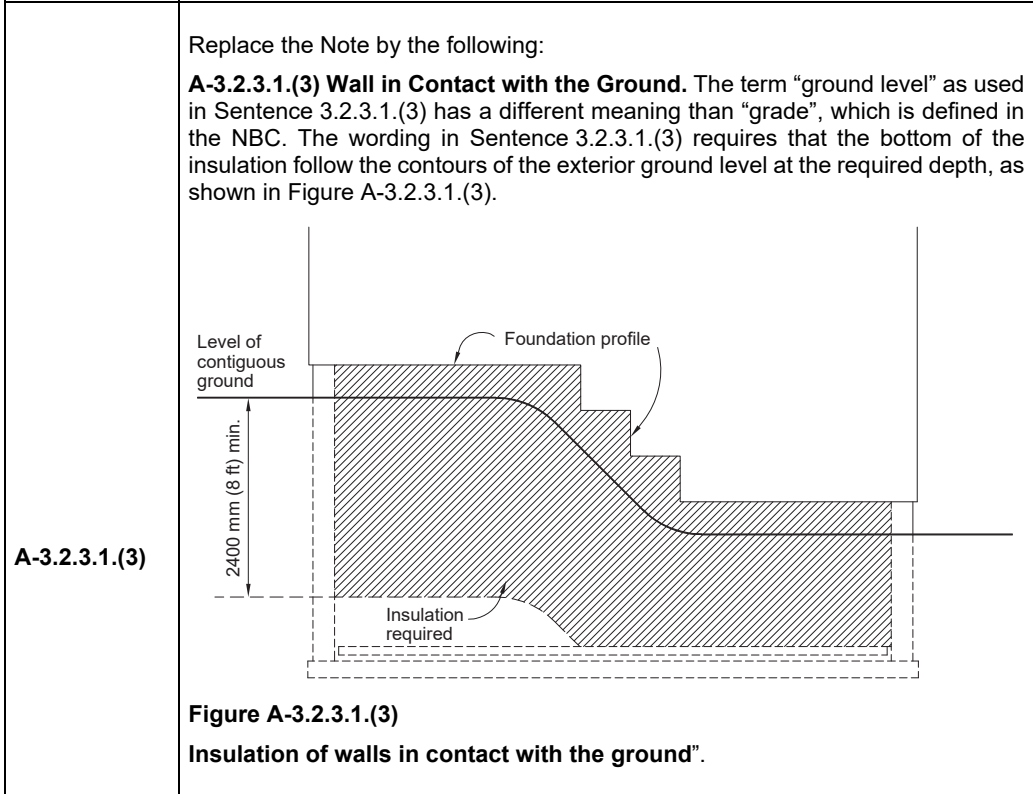 Replace the Note by the following:
A-3.2.3.1.(3) Wall in Contact with the Ground. The term “ground level” as used
in Sentence 3.2.3.1.(3) has a different meaning than “grade”, which is defined in
the NBC. The wording in Sentence 3.2.3.1.(3) requires that the bottom of the
insulation follow the contours of the exterior ground level at the required depth, as
shown in Figure A-3.2.3.1.(3).
Foundation profile
Level of
contiguous
ground
2400 mm (8 ft) min.
A-3.2.3.1.(3)
Insulation
required
Figure A-3.2.3.1.(3)
Insulation of walls in contact with the ground”.